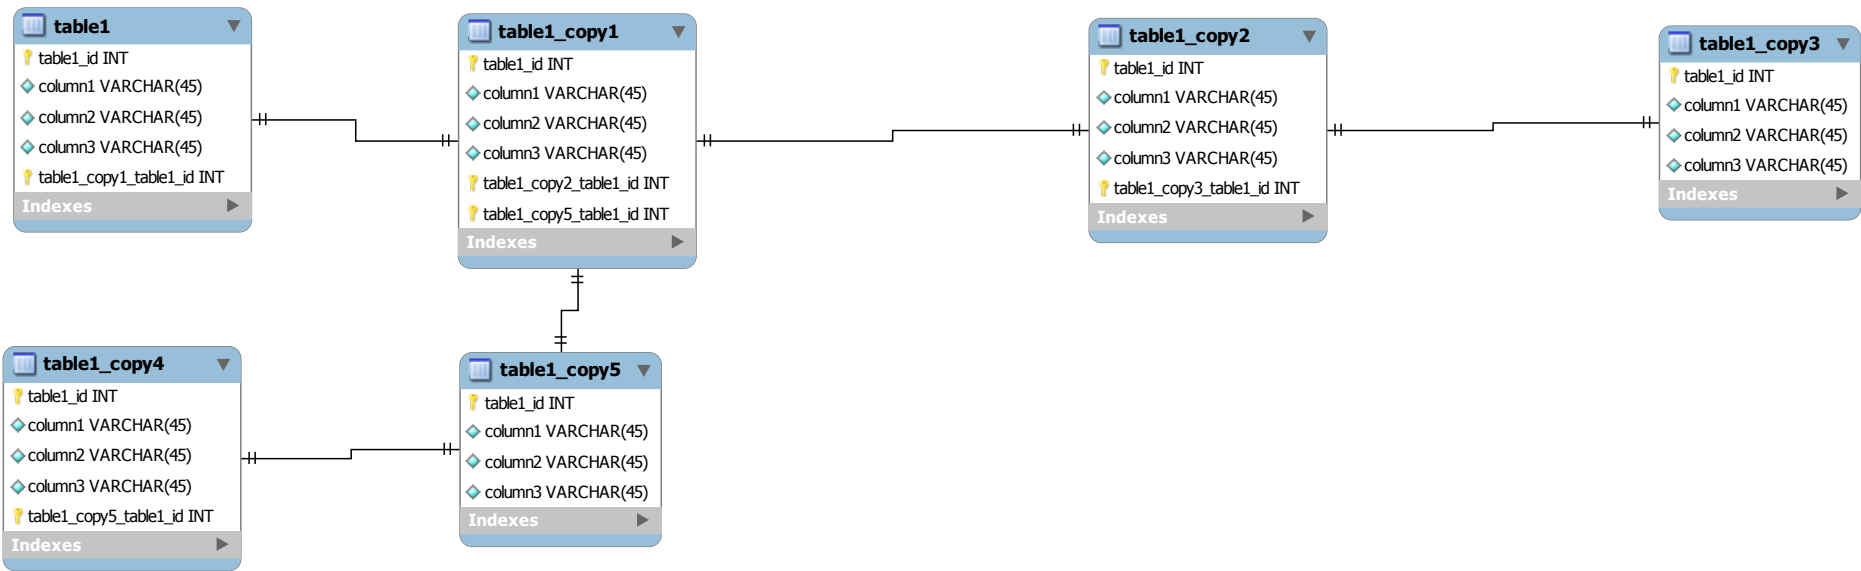 table1
table1_id INT
column1 VARCHAR(45)
column2 VARCHAR(45)
column3 VARCHAR(45)
table1_copy1_table1_id INT
Indexes
table1_copy1
table1_id INT
column1 VARCHAR(45)
column2 VARCHAR(45)
column3 VARCHAR(45)
table1_copy2_table1_id INT
table1_copy5_table1_id INT
Indexes
table1_copy2
table1_id INT
column1 VARCHAR(45)
column2 VARCHAR(45)
column3 VARCHAR(45)
table1_copy3_table1_id INT
Indexes
table1_copy3
table1_id INT
column1 VARCHAR(45)
column2 VARCHAR(45)
column3 VARCHAR(45)
Indexes
table1_copy4
table1_id INT
column1 VARCHAR(45)
column2 VARCHAR(45)
column3 VARCHAR(45)
table1_copy5_table1_id INT
Indexes
table1_copy5
table1_id INT
column1 VARCHAR(45)
column2 VARCHAR(45)
column3 VARCHAR(45)
Indexes